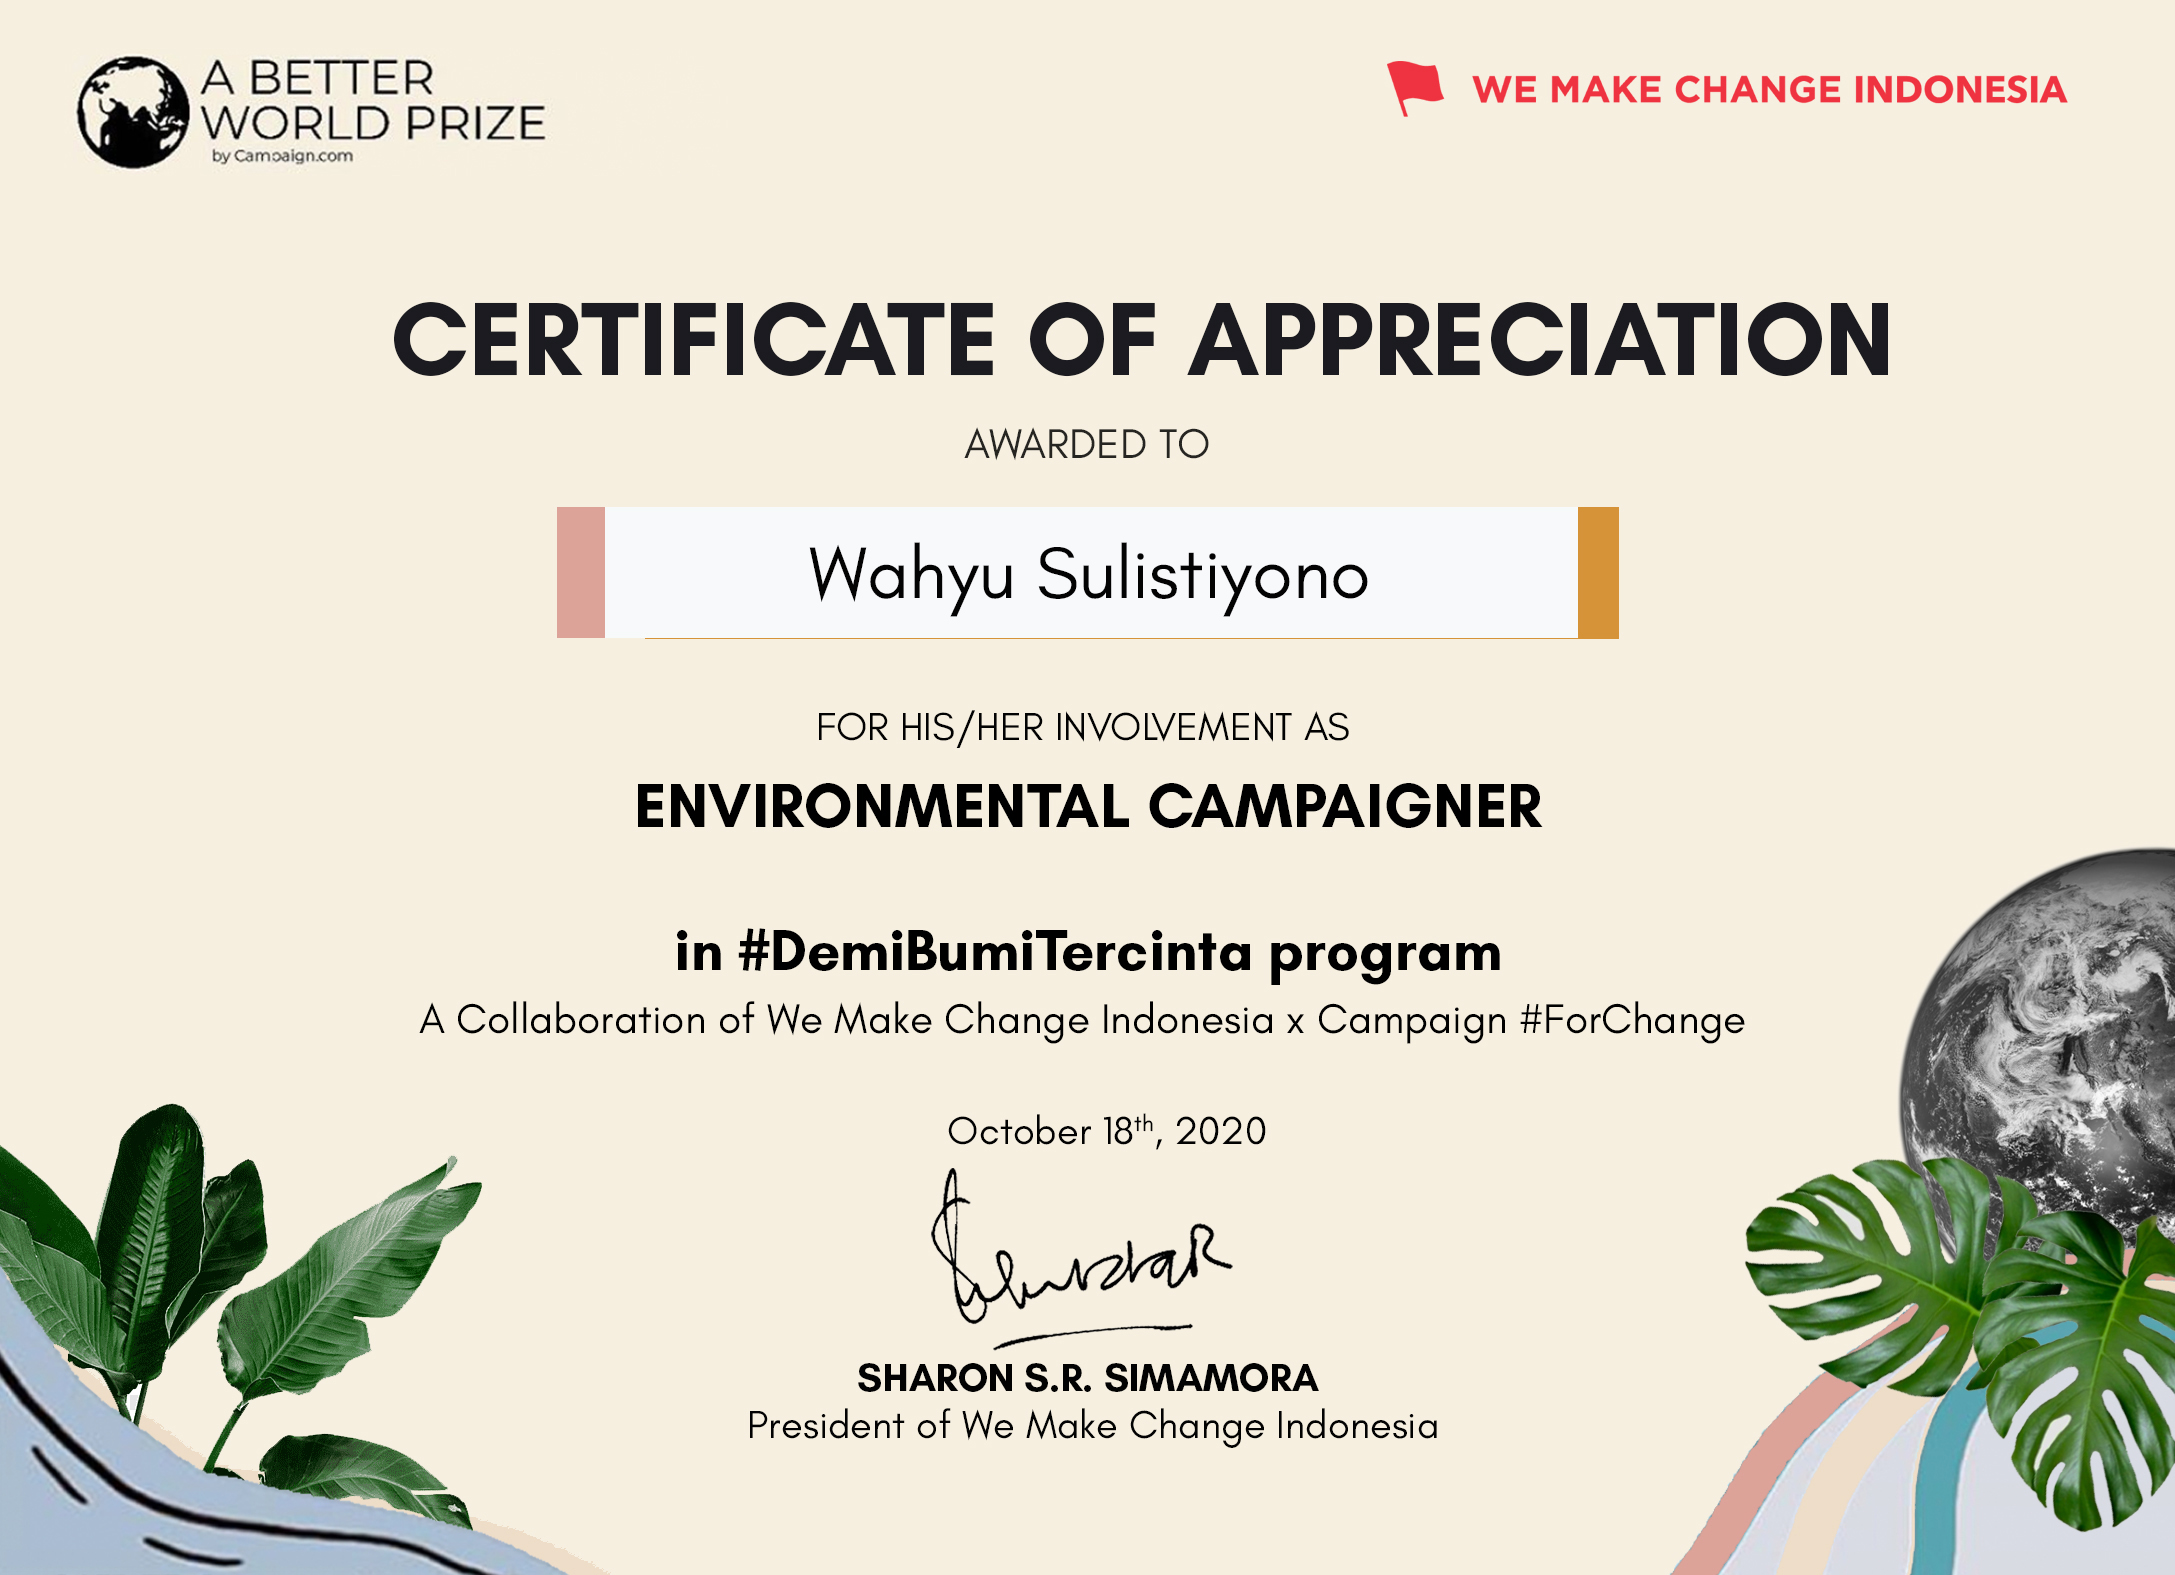 A BETTER
WORLD PRIZE
by Campaign.com
WE MAKE CHANGE INDONESIA
CERTIFICATE OF APPRECIATION
AWARDED TO
Wahyu Sulistiyono
FOR HIS/HER INVOLVEMENT AS
ENVIRONMENTAL CAMPAIGNER
in #DemiBumiTercinta program
A Collaboration of We Make Change Indonesia x Campaign #ForChange
October 18th, 2020
SHARON S.R. SIMAMORA
President of We Make Change Indonesia